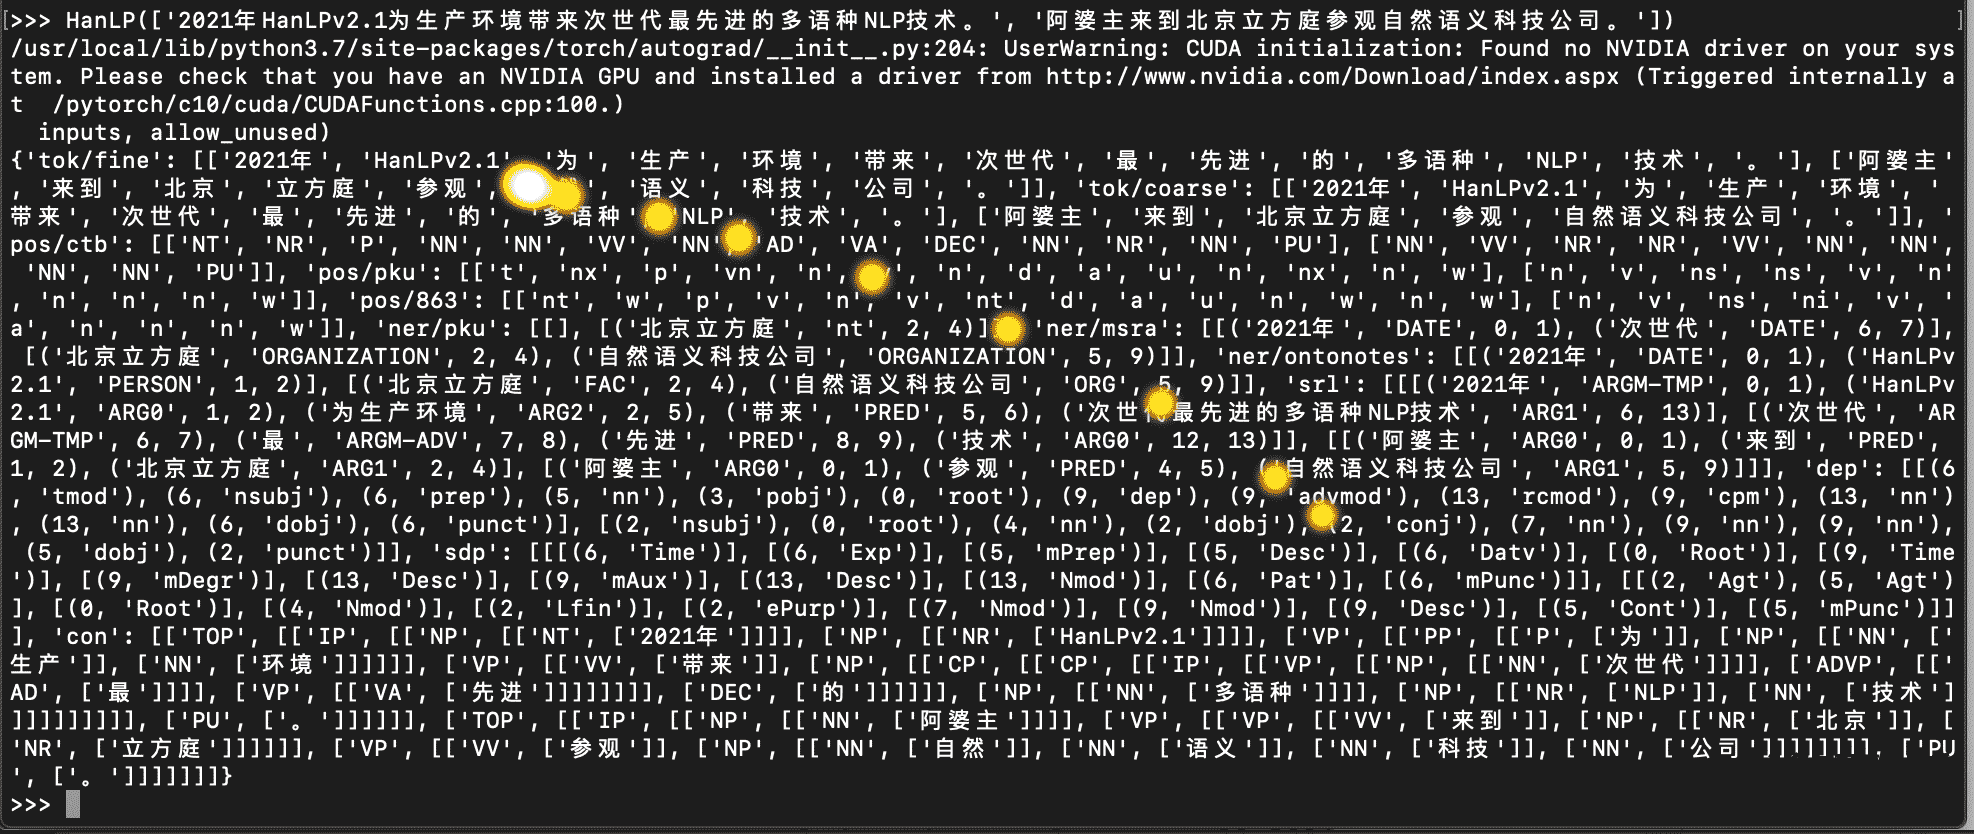 >>> HanLP(['2021年HanLPv2.1为生产环境带来次世代最先进的多语种NLP技术。', '阿婆主来到北京立方庭参观自然语义科技公司。'])
/usr/local/lib/python3.7/site-packages/torch/autograd/__init__.py:204: UserWarning: CUDA initialization: Found no NVIDIA driver on your sys
tem. Please check that you have an NVIDIA GPU and installed a driver from http://www.nvidia.com/Download/index.aspx (Triggered internally a
t  /pytorch/c10/cuda/CUDAFunctions.cpp:100.)
  inputs, allow_unused)
{'tok/fine': [['2021年', 'HanLPv2.1', '为', '生产', '环境', '带来', '次世代', '最', '先进', '的', '多语种', 'NLP', '技术', '。'], ['阿婆主'
, '来到', '北京', '立方庭', '参观', '语义', '科技', '公司', '。']], 'tok/coarse': [['2021年', 'HanLPv2.1', '为', '生产', '环境', '
带来', '次世代', '最', '先进', '的', '多语种', 'NLP', '技术', '。'], ['阿婆主', '来到', '北京立方庭', '参观', '自然语义科技公司', '。']], '
pos/ctb': [['NT', 'NR', 'P', 'NN', 'NN', 'VV', 'NN', 'AD', 'VA', 'DEC', 'NN', 'NR', 'NN', 'PU'], ['NN', 'VV', 'NR', 'NR', 'VV', 'NN', 'NN',
 'NN', 'NN', 'PU']], 'pos/pku': [['t', 'nx', 'p', 'vn', 'n', 'n', 'd', 'a', 'u', 'n', 'nx', 'n', 'w'], ['n', 'v', 'ns', 'ns', 'v', 'n'
, 'n', 'n', 'n', 'w']], 'pos/863': [['nt', 'w', 'p', 'v', 'n', 'v', 'nt', 'd', 'a', 'u', 'n', 'w', 'n', 'w'], ['n', 'v', 'ns', 'ni', 'v', '
a', 'n', 'n', 'n', 'w']], 'ner/pku': [[], [('北京立方庭', 'nt', 2, 4)]], 'ner/msra': [[('2021年', 'DATE', 0, 1), ('次世代', 'DATE', 6, 7)],
 [('北京立方庭', 'ORGANIZATION', 2, 4), ('自然语义科技公司', 'ORGANIZATION', 5, 9)]], 'ner/ontonotes': [[('2021年', 'DATE', 0, 1), ('HanLPv
2.1', 'PERSON', 1, 2)], [('北京立方庭', 'FAC', 2, 4), ('自然语义科技公司', 'ORG', 5, 9)]], 'srl': [[[('2021年', 'ARGM-TMP', 0, 1), ('HanLPv
2.1', 'ARG0', 1, 2), ('为生产环境', 'ARG2', 2, 5), ('带来', 'PRED', 5, 6), ('次世代最先进的多语种NLP技术', 'ARG1', 6, 13)], [('次世代', 'AR
GM-TMP', 6, 7), ('最', 'ARGM-ADV', 7, 8), ('先进', 'PRED', 8, 9), ('技术', 'ARG0', 12, 13)]], [[('阿婆主', 'ARG0', 0, 1), ('来到', 'PRED',
1, 2), ('北京立方庭', 'ARG1', 2, 4)], [('阿婆主', 'ARG0', 0, 1), ('参观', 'PRED', 4, 5), ('自然语义科技公司', 'ARG1', 5, 9)]]], 'dep': [[(6
, 'tmod'), (6, 'nsubj'), (6, 'prep'), (5, 'nn'), (3, 'pobj'), (0, 'root'), (9, 'dep'), (9, 'advmod'), (13, 'rcmod'), (9, 'cpm'), (13, 'nn')
, (13, 'nn'), (6, 'dobj'), (6, 'punct')], [(2, 'nsubj'), (0, 'root'), (4, 'nn'), (2, 'dobj'), (2, 'conj'), (7, 'nn'), (9, 'nn'), (9, 'nn'),
 (5, 'dobj'), (2, 'punct')]], 'sdp': [[[(6, 'Time')], [(6, 'Exp')], [(5, 'mPrep')], [(5, 'Desc')], [(6, 'Datv')], [(0, 'Root')], [(9, 'Time
')], [(9, 'mDegr')], [(13, 'Desc')], [(9, 'mAux')], [(13, 'Desc')], [(13, 'Nmod')], [(6, 'Pat')], [(6, 'mPunc')]], [[(2, 'Agt'), (5, 'Agt')
], [(0, 'Root')], [(4, 'Nmod')], [(2, 'Lfin')], [(2, 'ePurp')], [(7, 'Nmod')], [(9, 'Nmod')], [(9, 'Desc')], [(5, 'Cont')], [(5, 'mPunc')]]
], 'con': [['TOP', [['IP', [['NP', [['NT', ['2021年']]]], ['NP', [['NR', ['HanLPv2.1']]]], ['VP', [['PP', [['P', ['为']], ['NP', [['NN', ['
生产']], ['NN', ['环境']]]]]], ['VP', [['VV', ['带来']], ['NP', [['CP', [['CP', [['IP', [['VP', [['NP', [['NN', ['次世代']]]], ['ADVP', [['
AD', ['最']]]], ['VP', [['VA', ['先进']]]]]]]], ['DEC', ['的']]]]]], ['NP', [['NN', ['多语种']]]], ['NP', [['NR', ['NLP']], ['NN', ['技术']
]]]]]]]]]], ['PU', ['。']]]]]], ['TOP', [['IP', [['NP', [['NN', ['阿婆主']]]], ['VP', [['VP', [['VV', ['来到']], ['NP', [['NR', ['北京']], [
'NR', ['立方庭']]]]]], ['VP', [['VV', ['参观']], ['NP', [['NN', ['自然']], ['NN', ['语义']], ['NN', ['科技']], ['NN', ['公司']]]]]]]], ['PU
', ['。']]]]]]]}
>>>